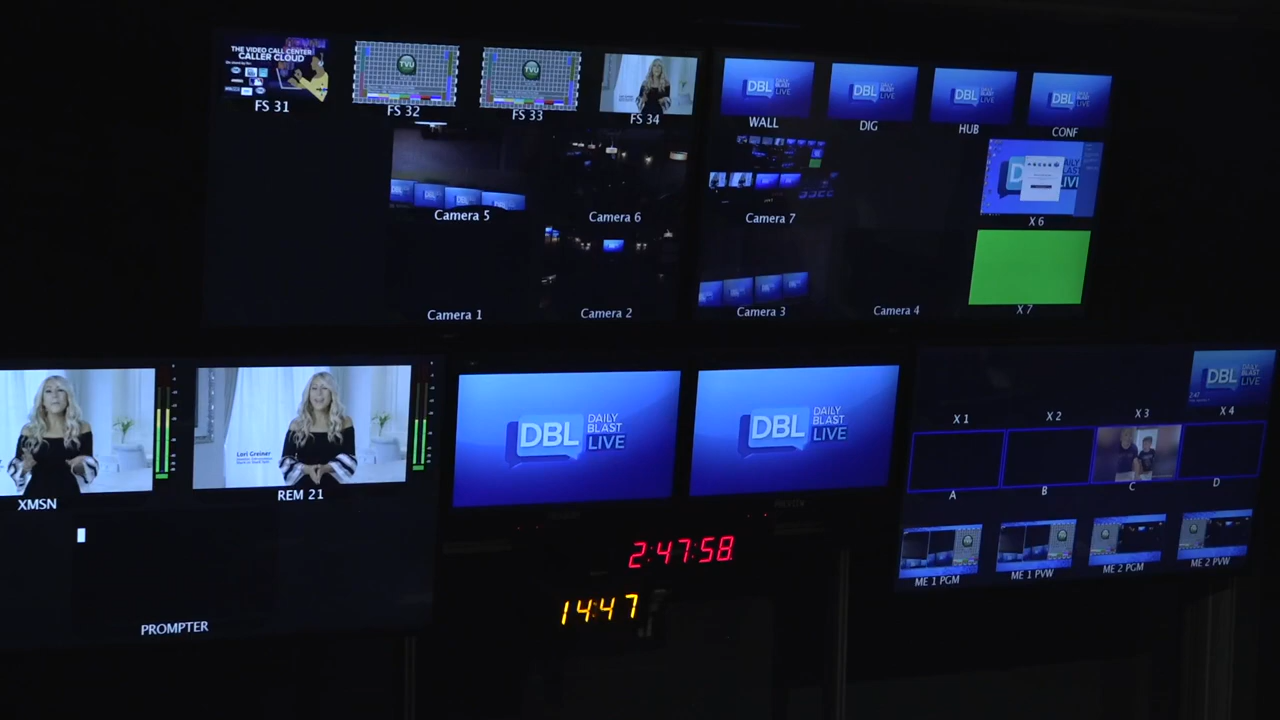 THE VIDEO CALL CENTER
CALLER CLOUD
TVU
TVU
FS 31
FS 32
FS 33
FS 34
DBL DAILY BLAST LIVE
DBL DAILY BLAST LIVE
DBL DAILY BLAST LIVE
DBL DAILY BLAST LIVE
WALL
DIG
HUB
CONF
Camera 5
Camera 6
Camera 7
X 6
Camera 1
Camera 2
Camera 3
Camera 4
X 7
Lori Greiner
XMSN
REM 21
DBL DAILY
BLAST
LIVE
DBL DAILY
BLAST
LIVE
DBL DAILY
BLAST
LIVE
X 1
X 2
X 3
X 4
A
B
C
D
ME 1 PGM
ME 1 PVW
ME 2 PGM
ME 2 PVW
2:47:58
14:47
PROMPTER